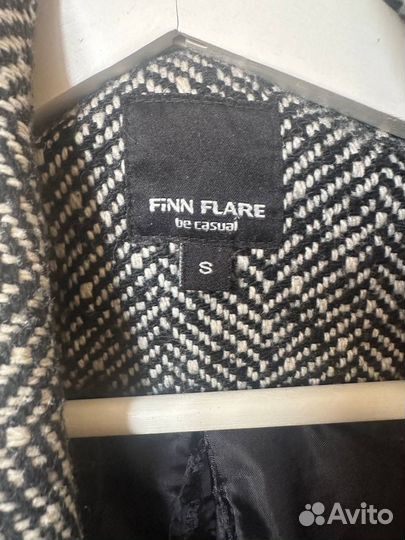 FiNN FLARE
be casual
S
Avito